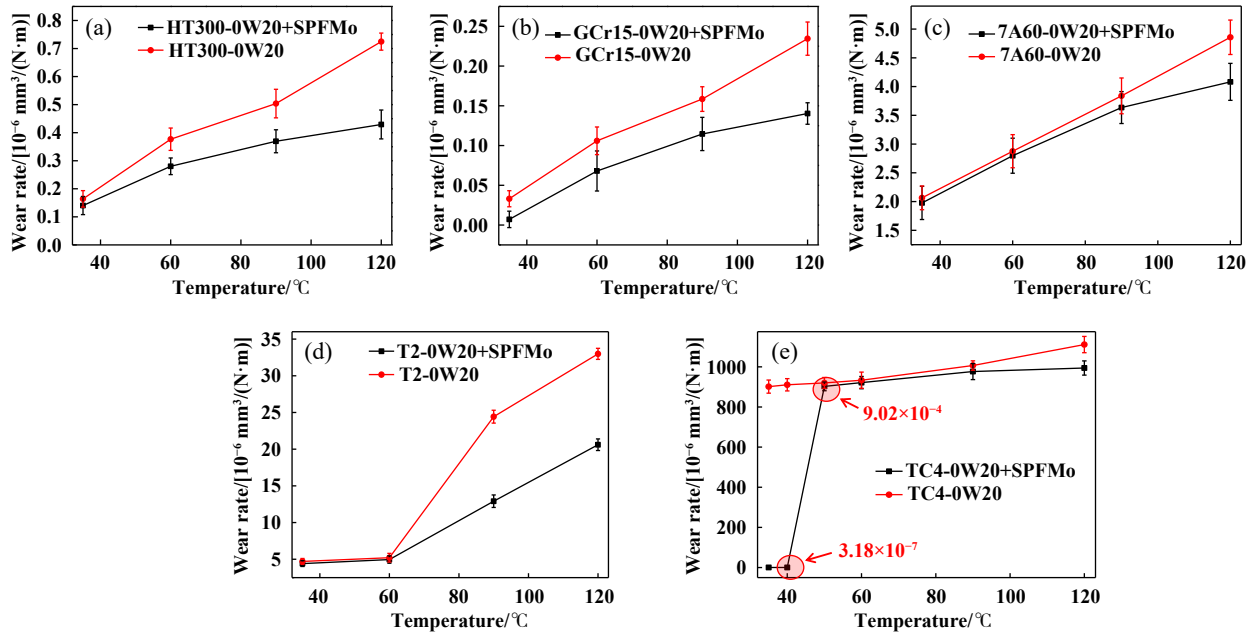 (a)
HT300-0W20+SPFMo
HT300-0W20
Wear rate/[10⁻⁶ mm³/(N·m)]
0.8
0.7
0.6
0.5
0.4
0.3
0.2
0.1
0.0
40 60 80 100 120
Temperature/℃
(b)
GCr15-0W20+SPFMo
GCr15-0W20
Wear rate/[10⁻⁶ mm³/(N·m)]
0.25
0.20
0.15
0.10
0.05
0.00
40 60 80 100 120
Temperature/℃
(c)
7A60-0W20+SPFMo
7A60-0W20
Wear rate/[10⁻⁶ mm³/(N·m)]
5.0
4.5
4.0
3.5
3.0
2.5
2.0
1.5
40 60 80 100 120
Temperature/℃
(d)
T2-0W20+SPFMo
T2-0W20
Wear rate/[10⁻⁶ mm³/(N·m)]
35
30
25
20
15
10
5
40 60 80 100 120
Temperature/℃
(e)
9.02×10⁻⁴
TC4-0W20+SPFMo
TC4-0W20
3.18×10⁻⁷
Wear rate/[10⁻⁶ mm³/(N·m)]
1000
800
600
400
200
0
40 60 80 100 120
Temperature/℃